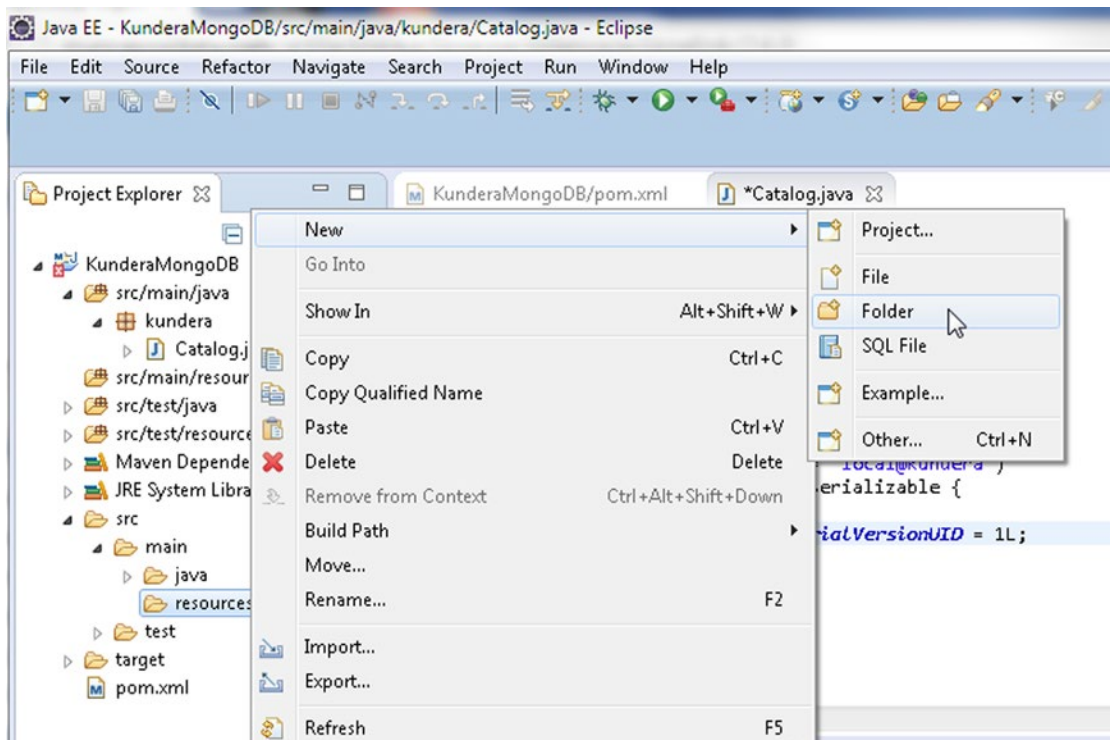 Java EE - KunderaMongoDB/src/main/java/kundera/Catalog.java - Eclipse
File Edit Source Refactor Navigate Search Project Run Window Help
Project Explorer
KunderaMongoDB/pom.xml
*Catalog.java
KunderaMongoDB
src/main/java
kundera
Catalog.j
src/main/resour
src/test/java
src/test/resource
Maven Depende
JRE System Libra
src
main
java
resources
test
target
pom.xml
New
Go Into
Show In Alt+Shift+W
Copy Ctrl+C
Copy Qualified Name
Paste Ctrl+V
Delete Delete
Remove from Context Ctrl+Alt+Shift+Down
Build Path
Move...
Rename... F2
Import...
Export...
Refresh F5
Project...
File
Folder
SQL File
Example...
Other... Ctrl+N
local@kundera")
erializable {
rialVersionUID = 1L;